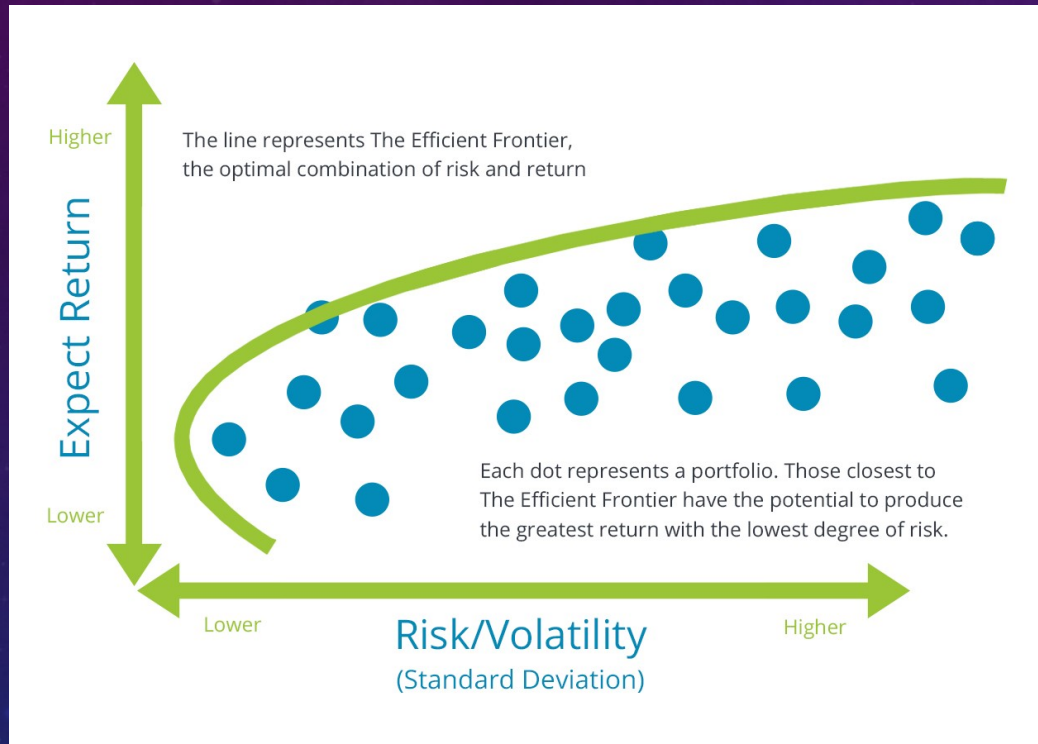 Higher
The line represents The Efficient Frontier,
the optimal combination of risk and return
Expect Return
Each dot represents a portfolio. Those closest to
The Efficient Frontier have the potential to produce
the greatest return with the lowest degree of risk.
Lower
Lower
Risk/Volatility
Higher
(Standard Deviation)